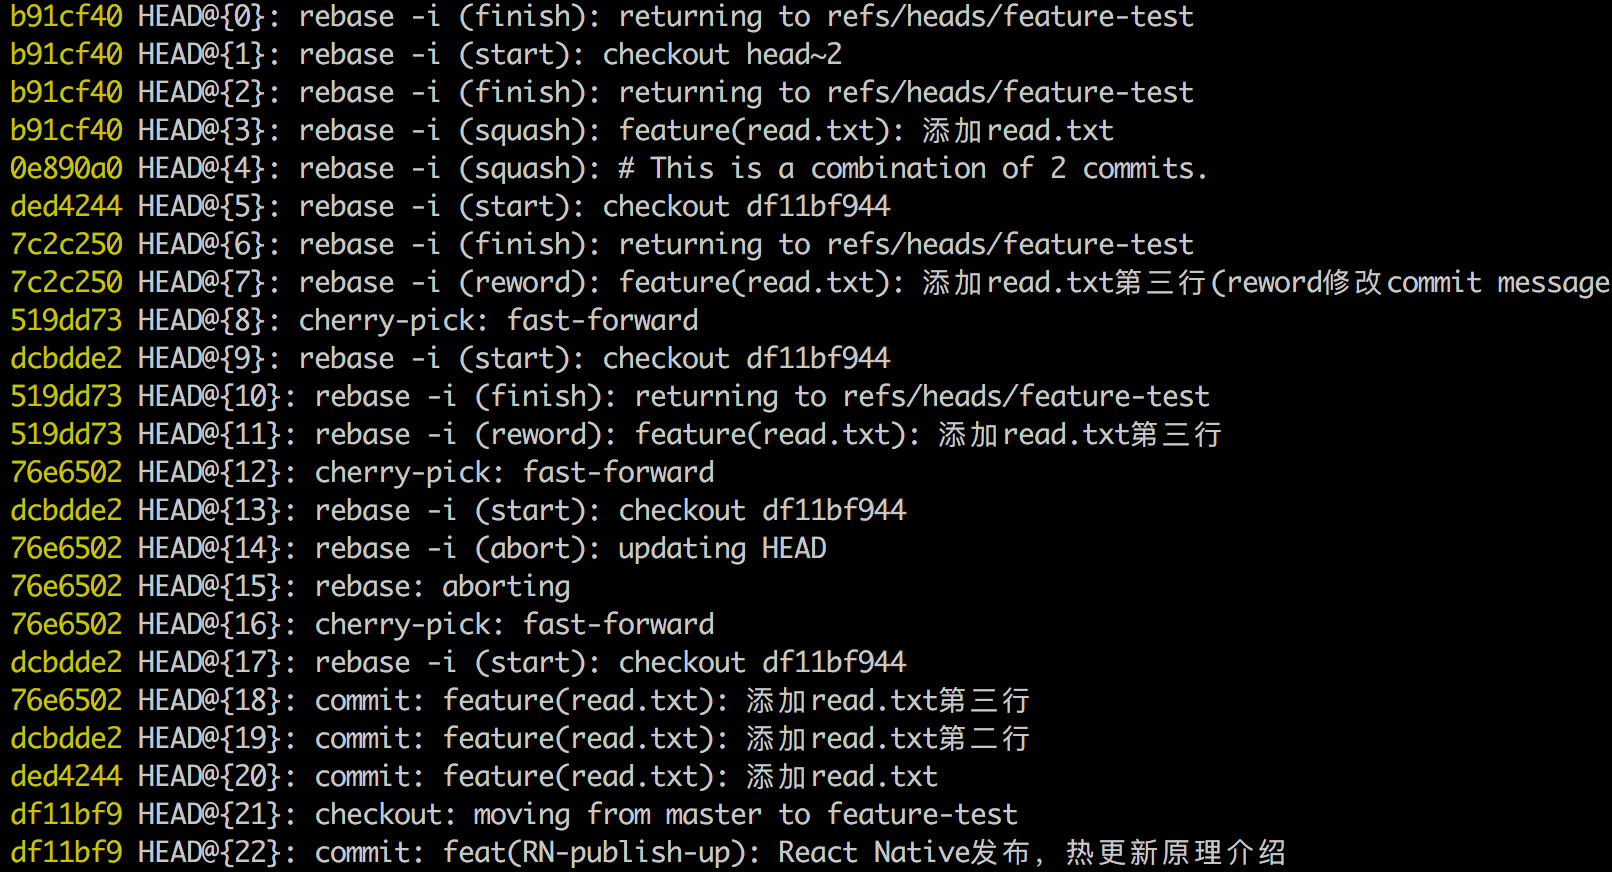 b91cf40 HEAD@{0}: rebase -i (finish): returning to refs/heads/feature-test
b91cf40 HEAD@{1}: rebase -i (start): checkout head~2
b91cf40 HEAD@{2}: rebase -i (finish): returning to refs/heads/feature-test
b91cf40 HEAD@{3}: rebase -i (squash): feature(read.txt): 添加read.txt
0e890a0 HEAD@{4}: rebase -i (squash): # This is a combination of 2 commits.
ded4244 HEAD@{5}: rebase -i (start): checkout df11bf944
7c2c250 HEAD@{6}: rebase -i (finish): returning to refs/heads/feature-test
7c2c250 HEAD@{7}: rebase -i (reword): feature(read.txt): 添加read.txt第三行(reword修改commit message
519dd73 HEAD@{8}: cherry-pick: fast-forward
dcbdde2 HEAD@{9}: rebase -i (start): checkout df11bf944
519dd73 HEAD@{10}: rebase -i (finish): returning to refs/heads/feature-test
519dd73 HEAD@{11}: rebase -i (reword): feature(read.txt): 添加read.txt第三行
76e6502 HEAD@{12}: cherry-pick: fast-forward
dcbdde2 HEAD@{13}: rebase -i (start): checkout df11bf944
76e6502 HEAD@{14}: rebase -i (abort): updating HEAD
76e6502 HEAD@{15}: rebase: aborting
76e6502 HEAD@{16}: cherry-pick: fast-forward
dcbdde2 HEAD@{17}: rebase -i (start): checkout df11bf944
76e6502 HEAD@{18}: commit: feature(read.txt): 添加read.txt第三行
dcbdde2 HEAD@{19}: commit: feature(read.txt): 添加read.txt第二行
ded4244 HEAD@{20}: commit: feature(read.txt): 添加read.txt
df11bf9 HEAD@{21}: checkout: moving from master to feature-test
df11bf9 HEAD@{22}: commit: feat(RN-publish-up): React Native发布，热更新原理介绍